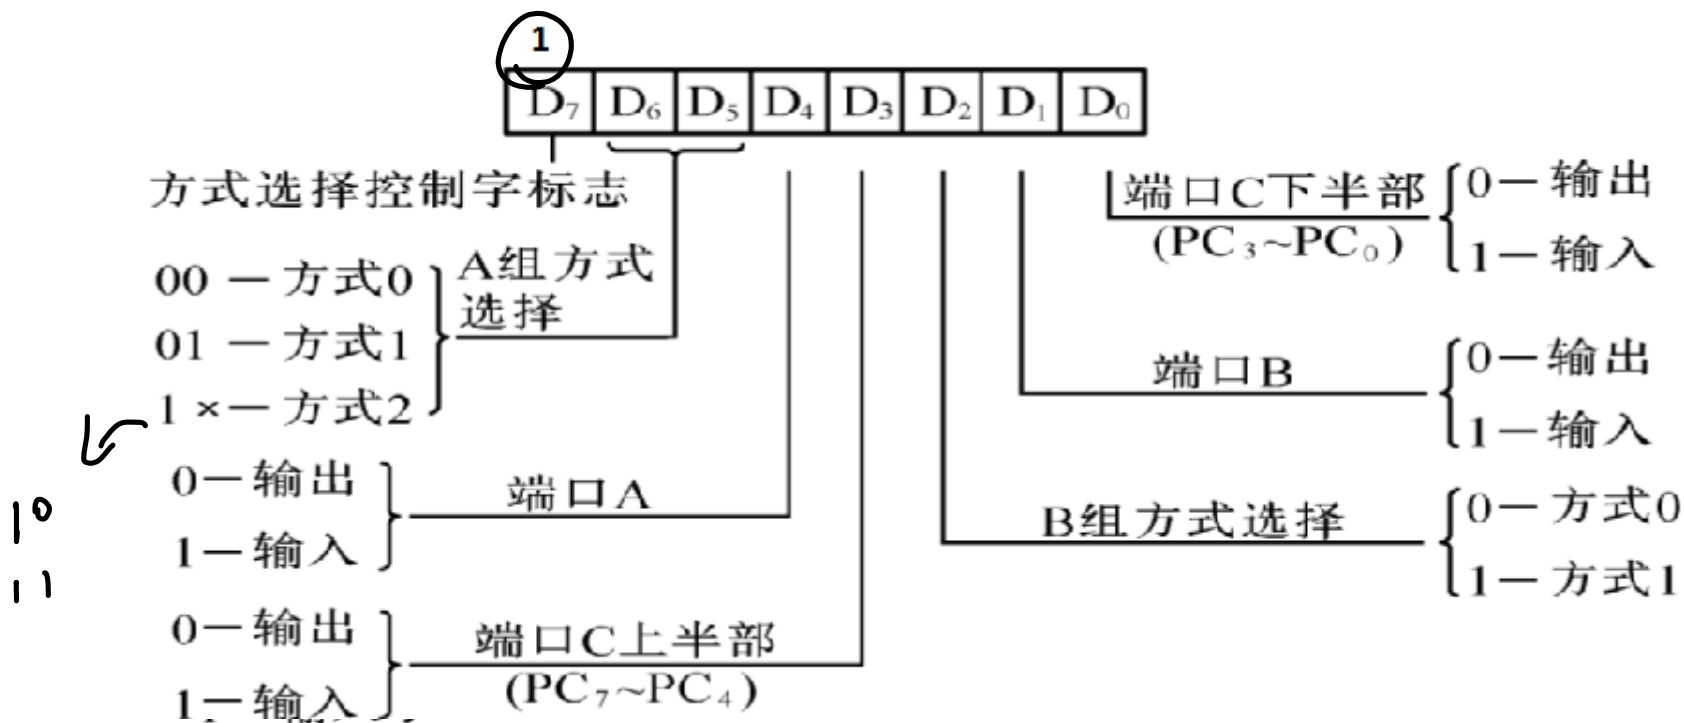 1
D₇ D₆ D₅ D₄ D₃ D₂ D₁ D₀
方式选择控制字标志
A组方式
选择
00 — 方式0
01 — 方式1
1 ×— 方式2
10
11
端口A
0—输出
1—输入
端口C上半部
(PC₇~PC₄)
0—输出
1—输入
端口C下半部
(PC₃~PC₀)
0—输出
1—输入
端口B
0—输出
1—输入
B组方式选择
0—方式0
1—方式1